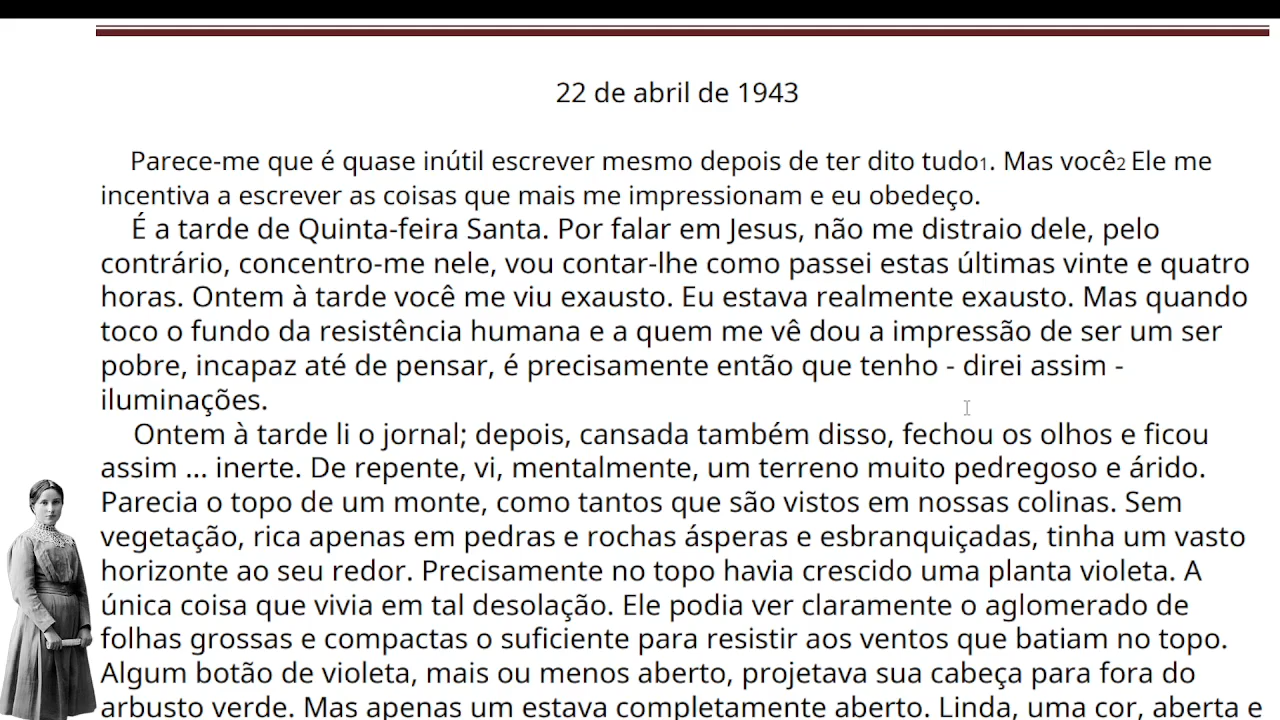 22 de abril de 1943
Parece-me que é quase inútil escrever mesmo depois de ter dito tudo1. Mas você2 Ele me
incentiva a escrever as coisas que mais me impressionam e eu obedeço.
É a tarde de Quinta-feira Santa. Por falar em Jesus, não me distraio dele, pelo
contrário, concentro-me nele, vou contar-lhe como passei estas últimas vinte e quatro
horas. Ontem à tarde você me viu exausto. Eu estava realmente exausto. Mas quando
toco o fundo da resistência humana e a quem me vê dou a impressão de ser um ser
pobre, incapaz até de pensar, é precisamente então que tenho - direi assim -
iluminações.
Ontem à tarde li o jornal; depois, cansada também disso, fechou os olhos e ficou
assim ... inerte. De repente, vi, mentalmente, um terreno muito pedregoso e árido.
Parecia o topo de um monte, como tantos que são vistos em nossas colinas. Sem
vegetação, rica apenas em pedras e rochas ásperas e esbranquiçadas, tinha um vasto
horizonte ao seu redor. Precisamente no topo havia crescido uma planta violeta. A
única coisa que vivia em tal desolação. Ele podia ver claramente o aglomerado de
folhas grossas e compactas o suficiente para resistir aos ventos que batiam no topo.
Algum botão de violeta, mais ou menos aberto, projetava sua cabeça para fora do
arbusto verde. Mas apenas um estava completamente aberto. Linda, uma cor, aberta e